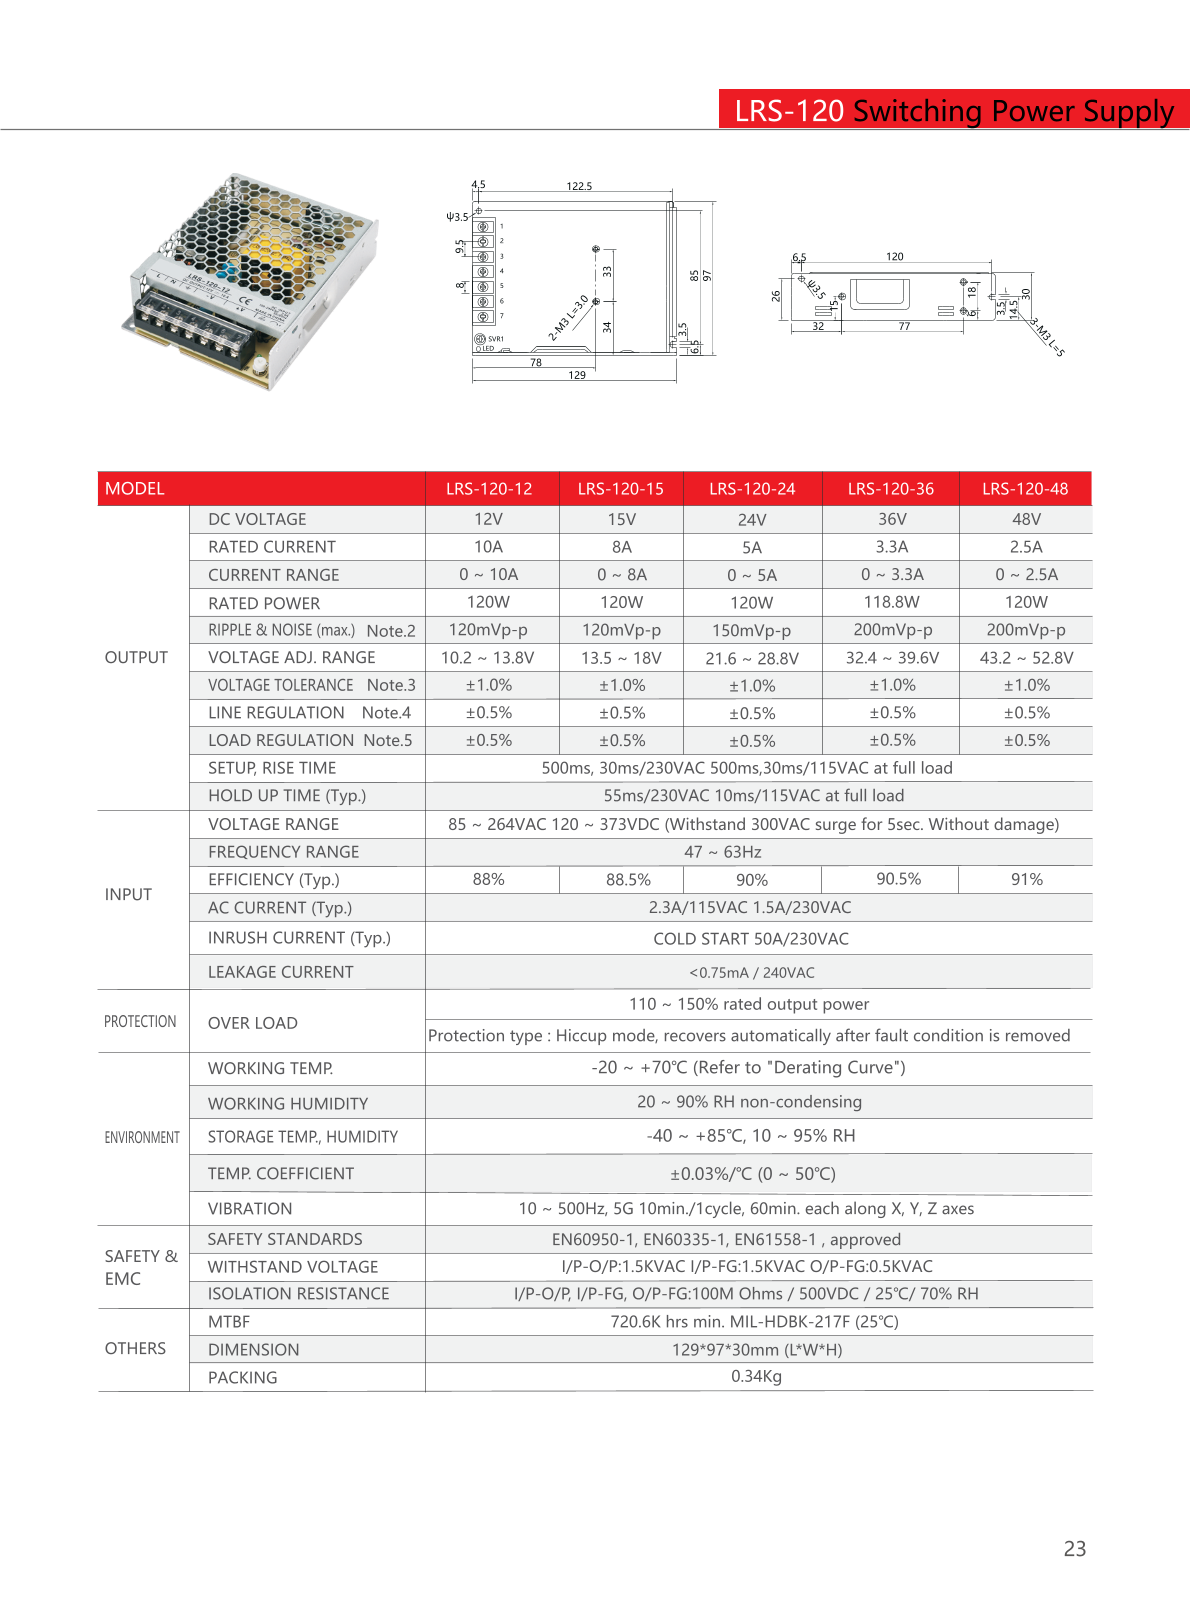 LRS-120 Switching Power Supply
LRS-120-12
4.5
122.5
ψ3.5
9.5
8
1
2
3
4
5
6
7
SVR1
LED
33
34
2-M3 L=3.0
85
97
3.5
6.5
78
129
6.5
120
26
ψ3.5
15
18
6
3.5
14.5
30
32
77
3-M3 L=5
MODEL LRS-120-12 LRS-120-15 LRS-120-24 LRS-120-36 LRS-120-48
OUTPUT
DC VOLTAGE 12V 15V 24V 36V 48V
RATED CURRENT 10A 8A 5A 3.3A 2.5A
CURRENT RANGE 0 ~ 10A 0 ~ 8A 0 ~ 5A 0 ~ 3.3A 0 ~ 2.5A
RATED POWER 120W 120W 120W 118.8W 120W
RIPPLE & NOISE (max.) Note.2 120mVp-p 120mVp-p 150mVp-p 200mVp-p 200mVp-p
VOLTAGE ADJ. RANGE 10.2 ~ 13.8V 13.5 ~ 18V 21.6 ~ 28.8V 32.4 ~ 39.6V 43.2 ~ 52.8V
VOLTAGE TOLERANCE Note.3 ±1.0% ±1.0% ±1.0% ±1.0% ±1.0%
LINE REGULATION Note.4 ±0.5% ±0.5% ±0.5% ±0.5% ±0.5%
LOAD REGULATION Note.5 ±0.5% ±0.5% ±0.5% ±0.5% ±0.5%
SETUP, RISE TIME 500ms, 30ms/230VAC 500ms,30ms/115VAC at full load
HOLD UP TIME (Typ.) 55ms/230VAC 10ms/115VAC at full load
INPUT
VOLTAGE RANGE 85 ~ 264VAC 120 ~ 373VDC (Withstand 300VAC surge for 5sec. Without damage)
FREQUENCY RANGE 47 ~ 63Hz
EFFICIENCY (Typ.) 88% 88.5% 90% 90.5% 91%
AC CURRENT (Typ.) 2.3A/115VAC 1.5A/230VAC
INRUSH CURRENT (Typ.) COLD START 50A/230VAC
LEAKAGE CURRENT <0.75mA / 240VAC
PROTECTION
OVER LOAD 110 ~ 150% rated output power
Protection type : Hiccup mode, recovers automatically after fault condition is removed
ENVIRONMENT
WORKING TEMP. -20 ~ +70℃ (Refer to "Derating Curve")
WORKING HUMIDITY 20 ~ 90% RH non-condensing
STORAGE TEMP., HUMIDITY -40 ~ +85℃, 10 ~ 95% RH
TEMP. COEFFICIENT ±0.03%/℃ (0 ~ 50℃)
VIBRATION 10 ~ 500Hz, 5G 10min./1cycle, 60min. each along X, Y, Z axes
SAFETY &
EMC
SAFETY STANDARDS EN60950-1, EN60335-1, EN61558-1 , approved
WITHSTAND VOLTAGE I/P-O/P:1.5KVAC I/P-FG:1.5KVAC O/P-FG:0.5KVAC
ISOLATION RESISTANCE I/P-O/P, I/P-FG, O/P-FG:100M Ohms / 500VDC / 25℃/ 70% RH
OTHERS
MTBF 720.6K hrs min. MIL-HDBK-217F (25℃)
DIMENSION 129*97*30mm (L*W*H)
PACKING 0.34Kg
23